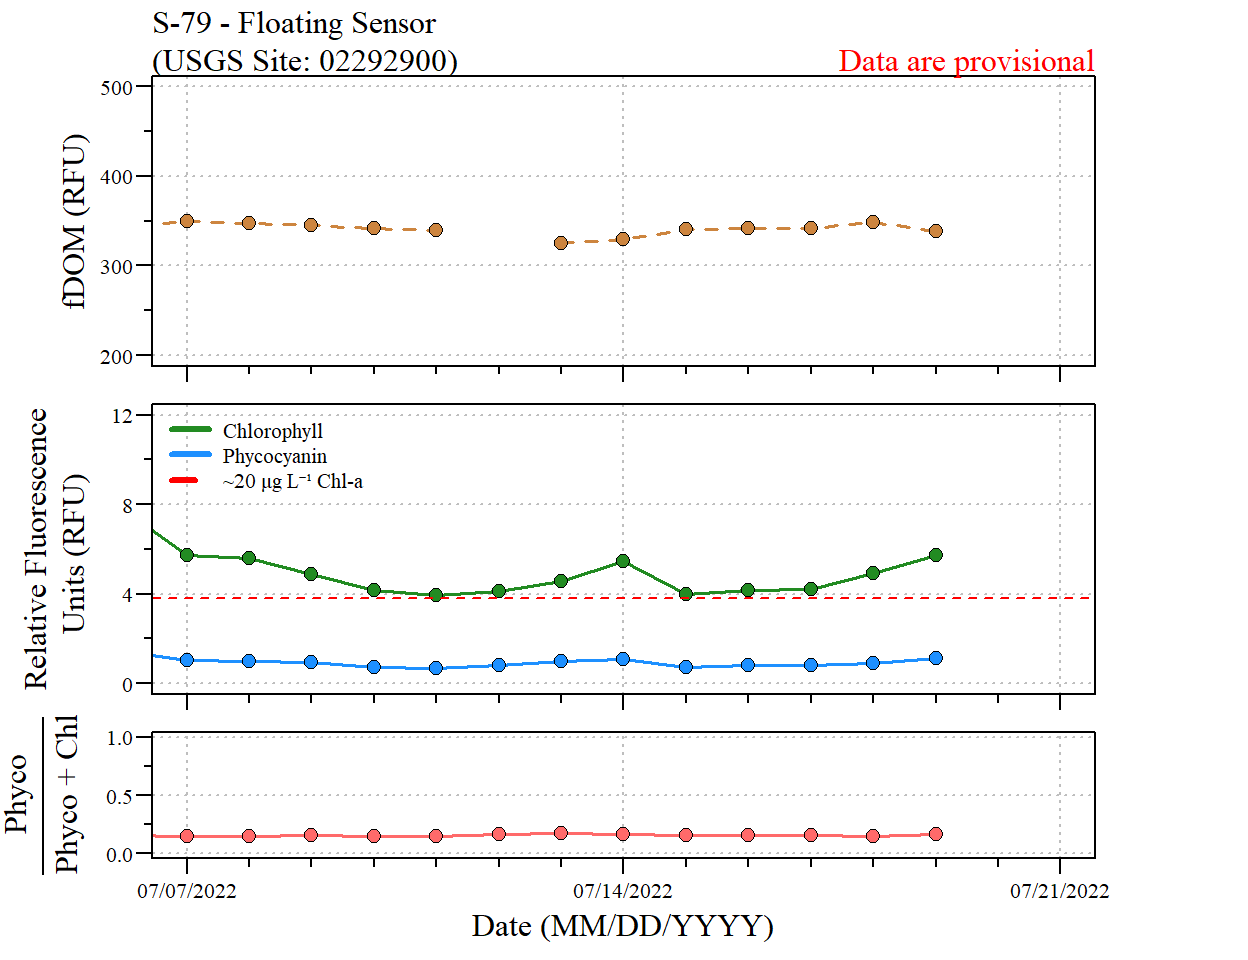 S-79 - Floating Sensor
(USGS Site: 02292900)
Data are provisional
fDOM (RFU)
500
400
300
200
Relative Fluorescence
Units (RFU)
12
8
4
0
Chlorophyll
Phycocyanin
~20 µg L⁻¹ Chl-a
Phyco
Phyco + Chl
1.0
0.5
0.0
07/07/2022
07/14/2022
07/21/2022
Date (MM/DD/YYYY)